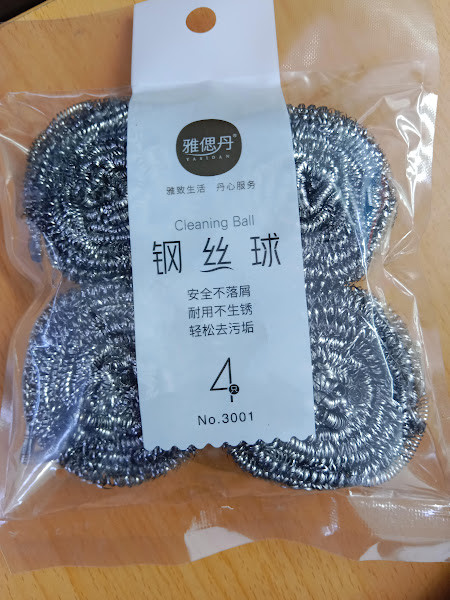 雅偲丹®
YASIDAN
雅致生活 丹心服务
Cleaning Ball
钢丝球
安全不落屑
耐用不生锈
轻松去污垢
4只
No.3001